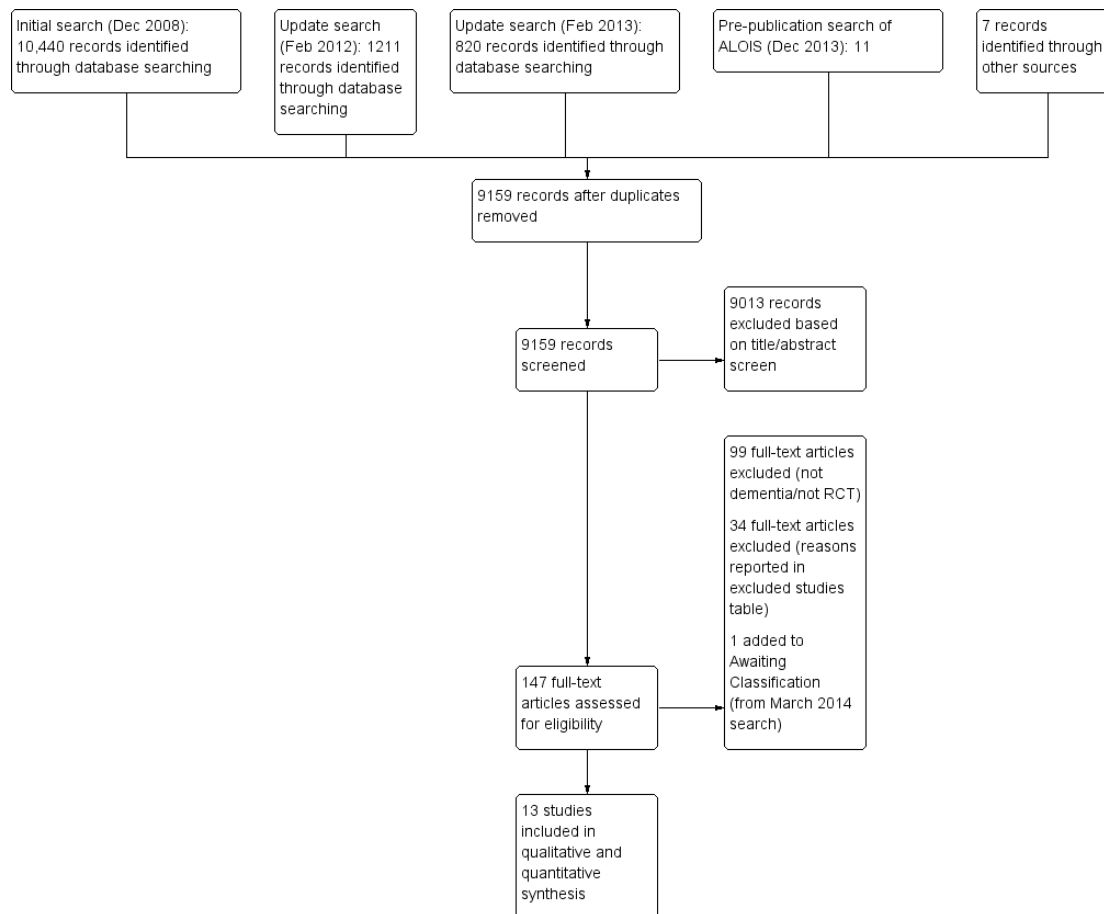 Initial search (Dec 2008):
10,440 records identified
through database searching
Update search
(Feb 2012): 1211
records identified
through database
searching
Update search (Feb 2013):
820 records identified
through database searching
Pre-publication search of
ALOIS (Dec 2013): 11
7 records
identified through
other sources
9159 records after duplicates
removed
9159 records
screened
9013 records
excluded based
on title/abstract
screen
147 full-text
articles assessed
for eligibility
99 full-text articles
excluded (not
dementia/not RCT)
34 full-text articles
excluded (reasons
reported in
excluded studies
table)
1 added to
Awaiting
Classification
(from March 2014
search)
13 studies
included in
qualitative and
quantitative
synthesis